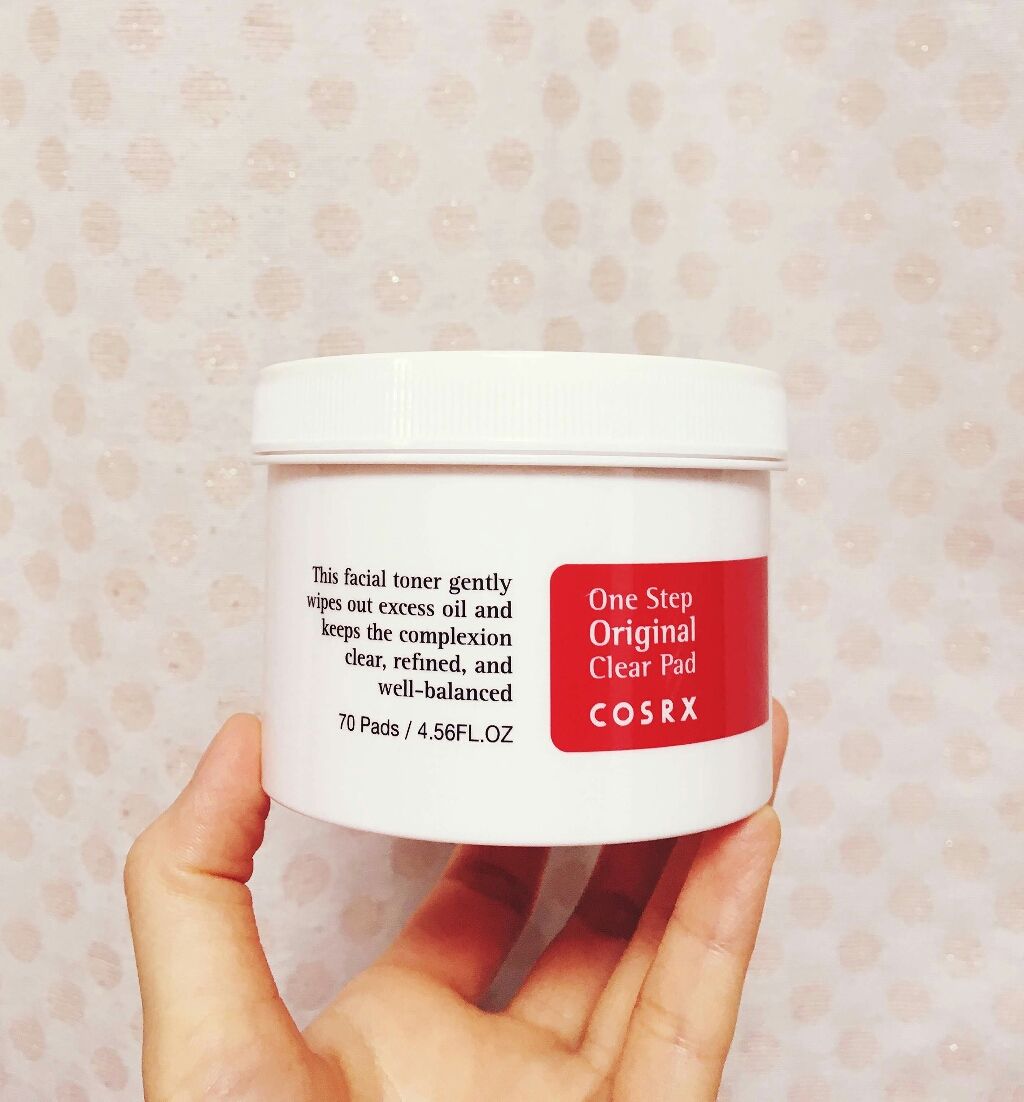 This facial toner gently
wipes out excess oil and
keeps the complexion
clear, refined, and
well-balanced
70 Pads / 4.56FL.OZ
One Step
Original
Clear Pad
COSRX